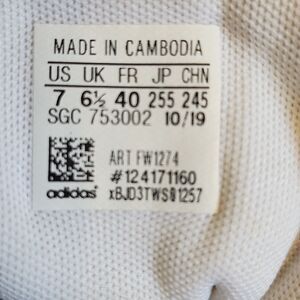 MADE IN CAMBODIA
US UK FR JP CHN
7 6½ 40 255 245
SGC 753002 10/19
ART FW1274
#124171160
adidas® xBJD3TWS01257